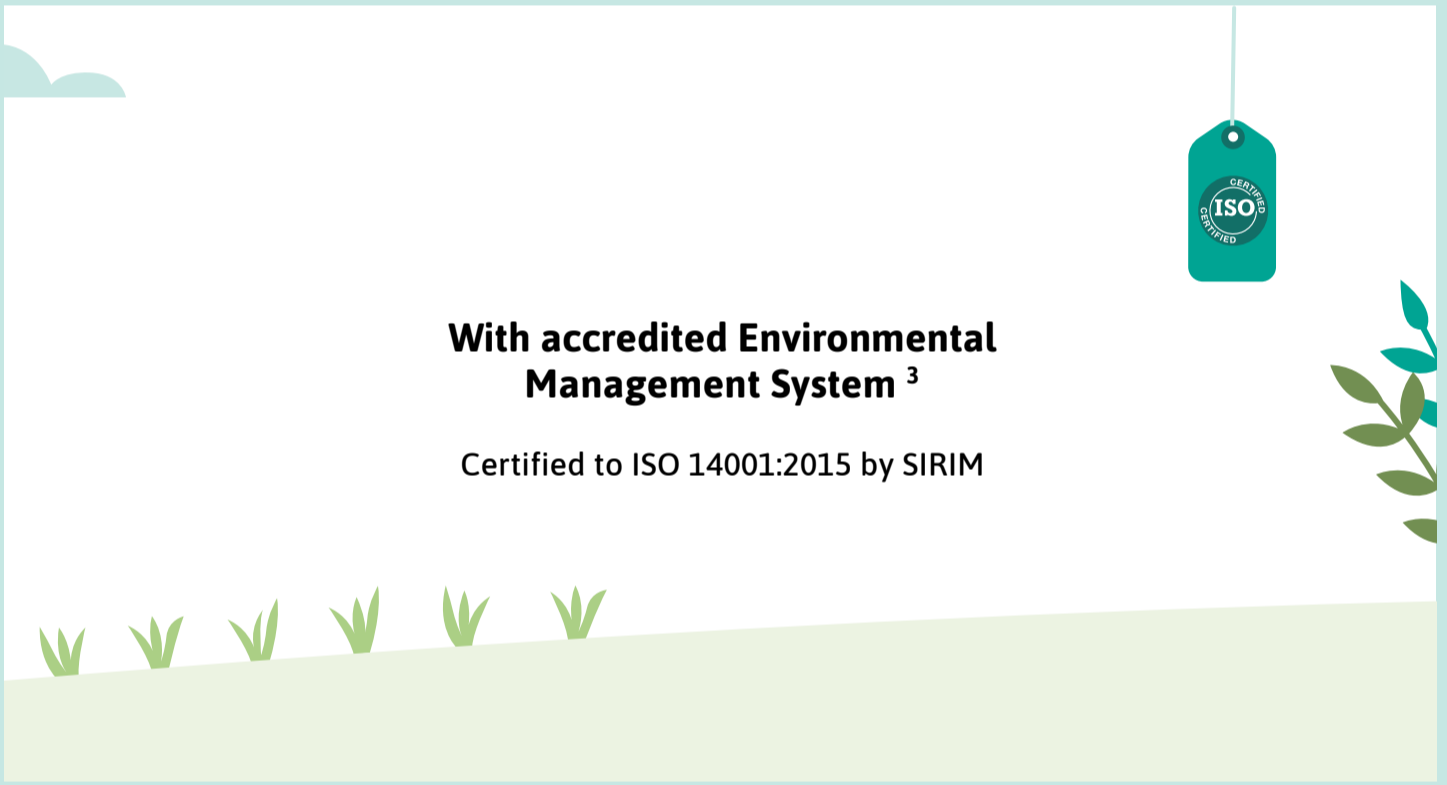 CERTIFIED
ISO
CERTIFIED
With accredited Environmental
Management System ³
Certified to ISO 14001:2015 by SIRIM